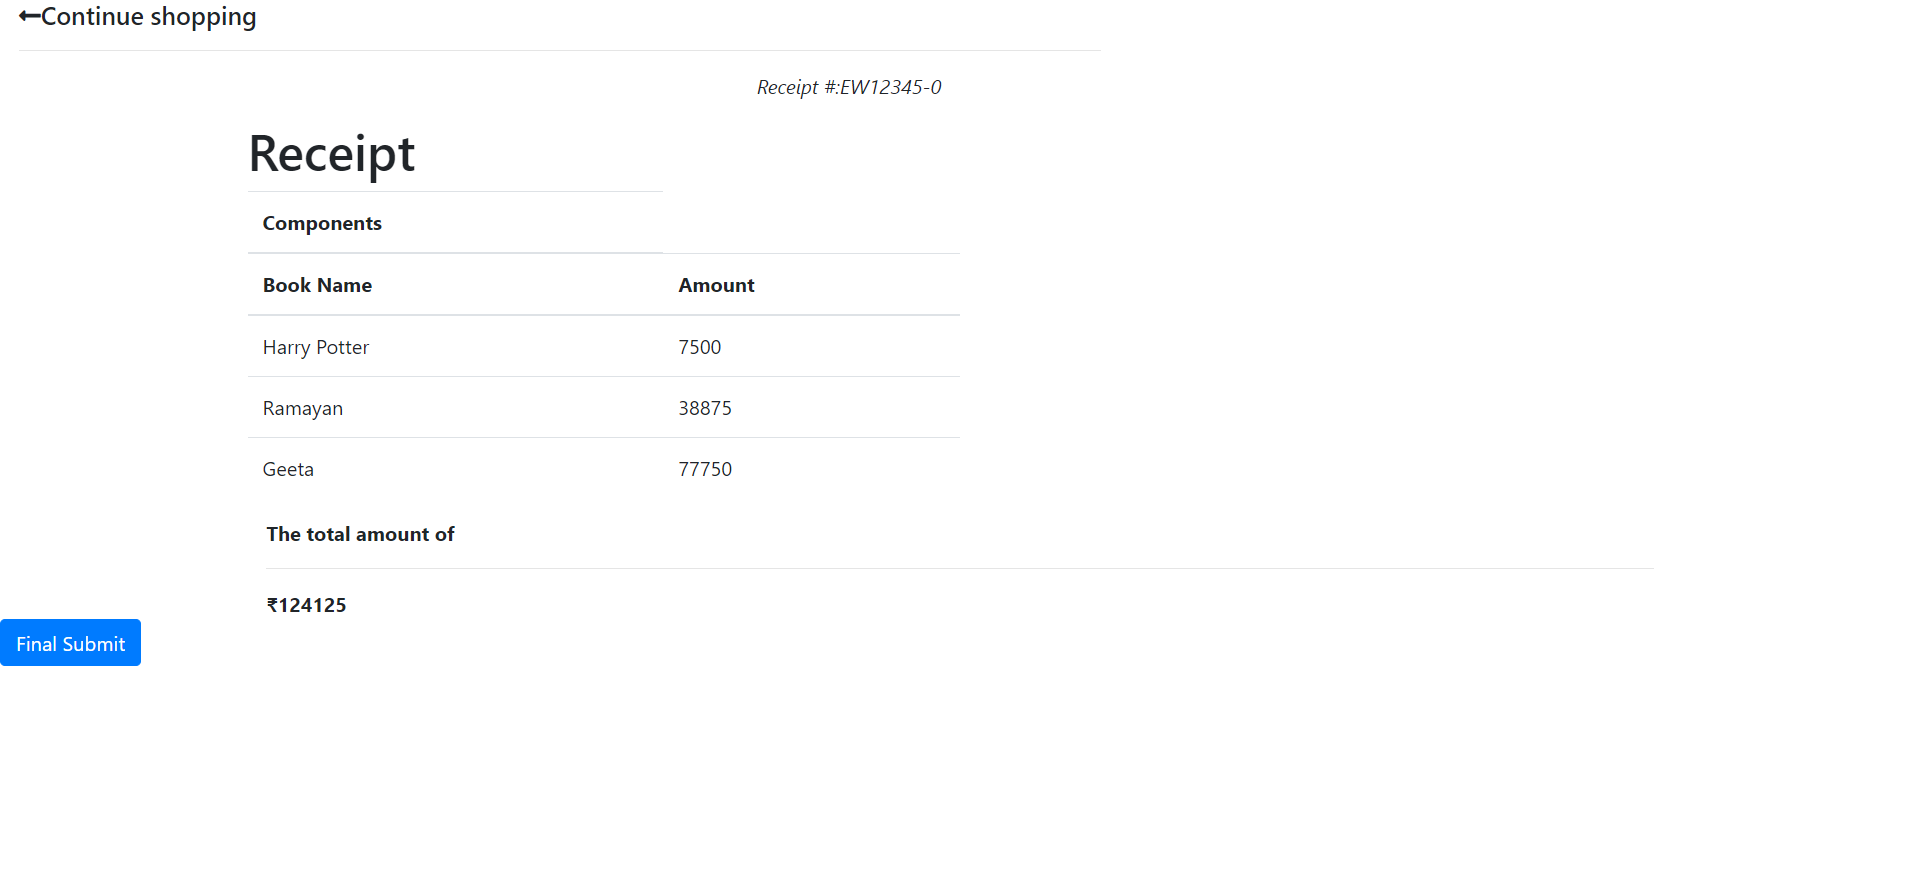 Continue shopping
Receipt #:EW12345-0
Receipt
Components
Book Name Amount
Harry Potter 7500
Ramayan 38875
Geeta 77750
The total amount of
₹124125
Final Submit